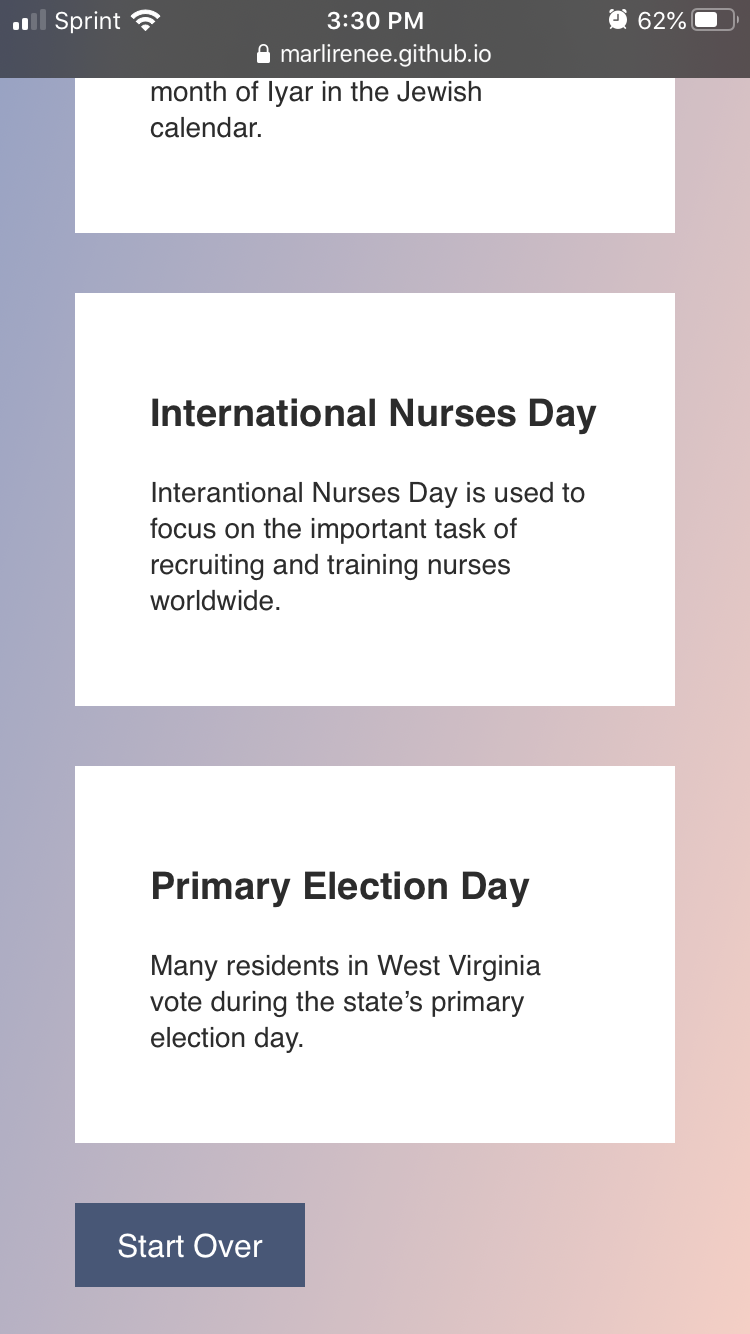 Sprint 3:30 PM 62%
marlirenee.github.io
month of Iyar in the Jewish
calendar.
International Nurses Day
Interantional Nurses Day is used to
focus on the important task of
recruiting and training nurses
worldwide.
Primary Election Day
Many residents in West Virginia
vote during the state’s primary
election day.
Start Over